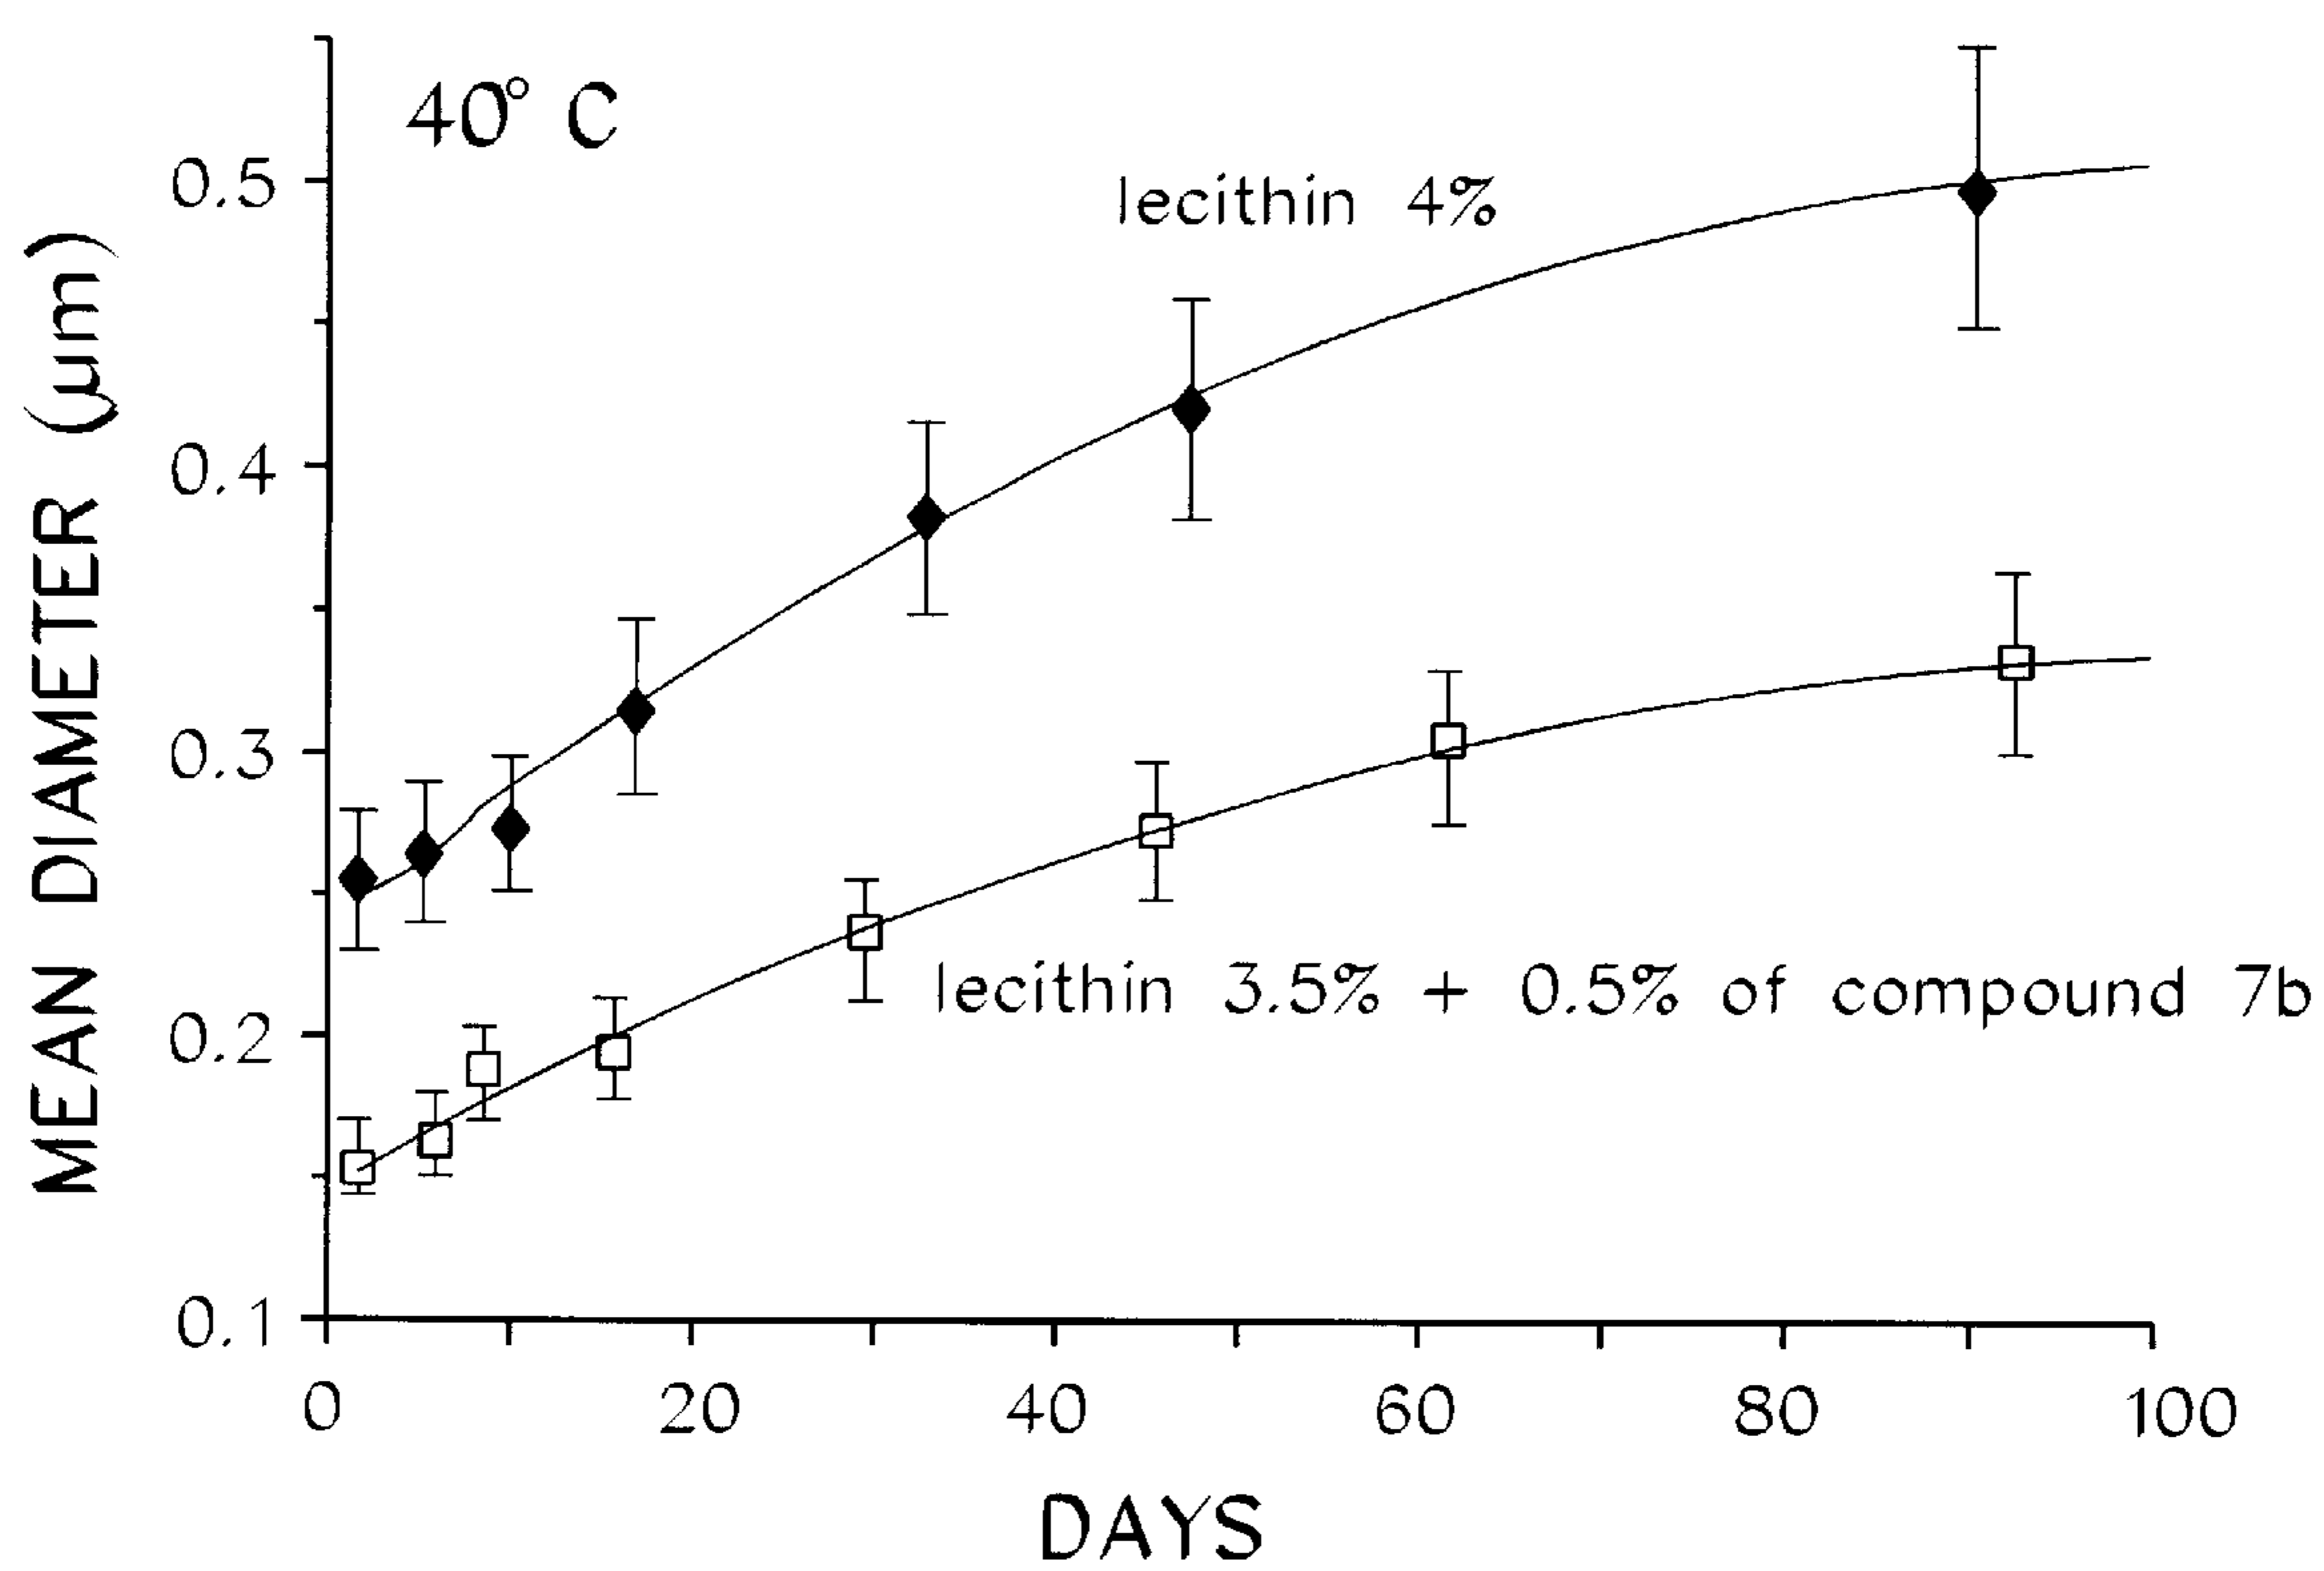 40° C
lecithin 4%
lecithin 3.5% + 0.5% of compound 7b
MEAN DIAMETER (µm)
0.5
0.4
0.3
0.2
0.1
0 20 40 60 80 100
DAYS